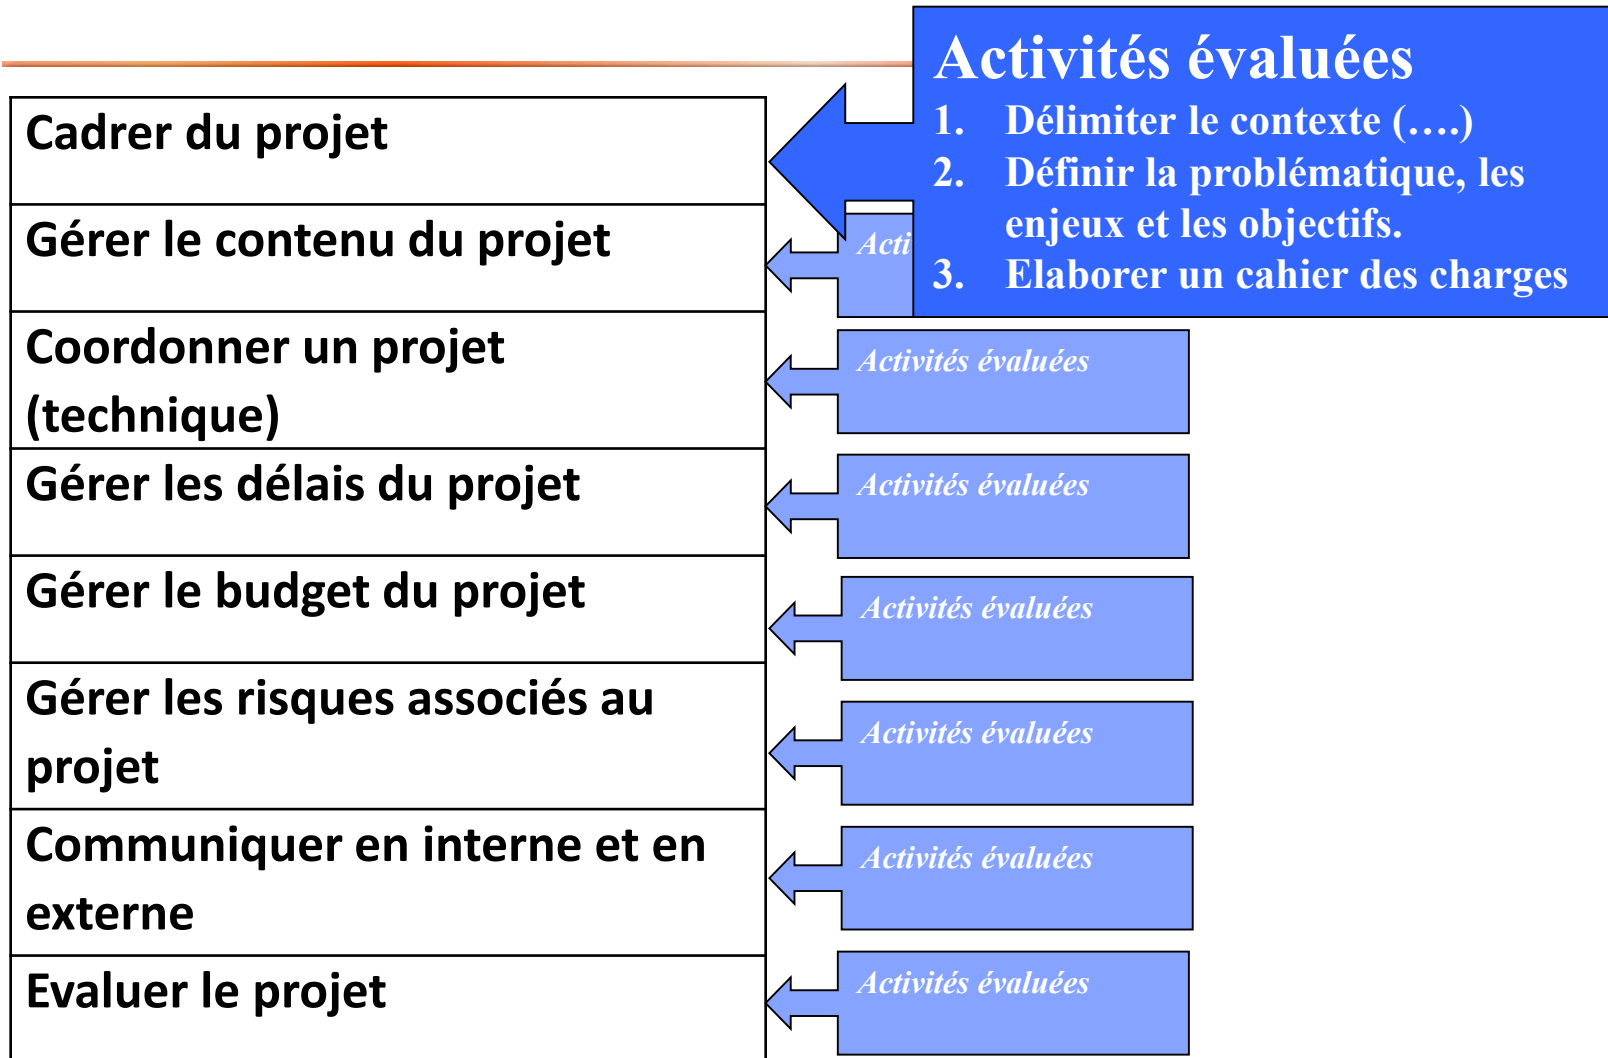 Activités évaluées
1. Délimiter le contexte (....)
2. Définir la problématique, les
enjeux et les objectifs.
3. Elaborer un cahier des charges
Cadrer du projet
Gérer le contenu du projet
Acti
Coordonner un projet
(technique)
Activités évaluées
Gérer les délais du projet
Activités évaluées
Gérer le budget du projet
Activités évaluées
Gérer les risques associés au
projet
Activités évaluées
Communiquer en interne et en
externe
Activités évaluées
Evaluer le projet
Activités évaluées